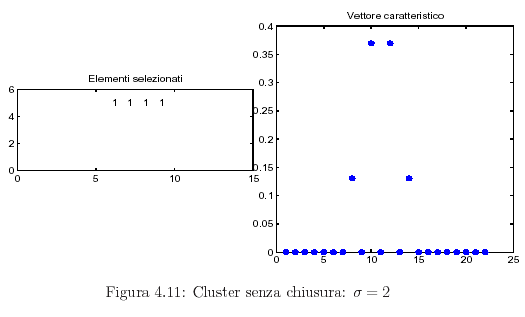 Vettore caratteristico
0.4
0.35
0.3
0.25
0.2
0.15
0.1
0.05
0
0 5 10 15 20 25
Elementi selezionati
6
4
2
0
0 5 10 15
1 1 1 1
Figura 4.11: Cluster senza chiusura: σ = 2